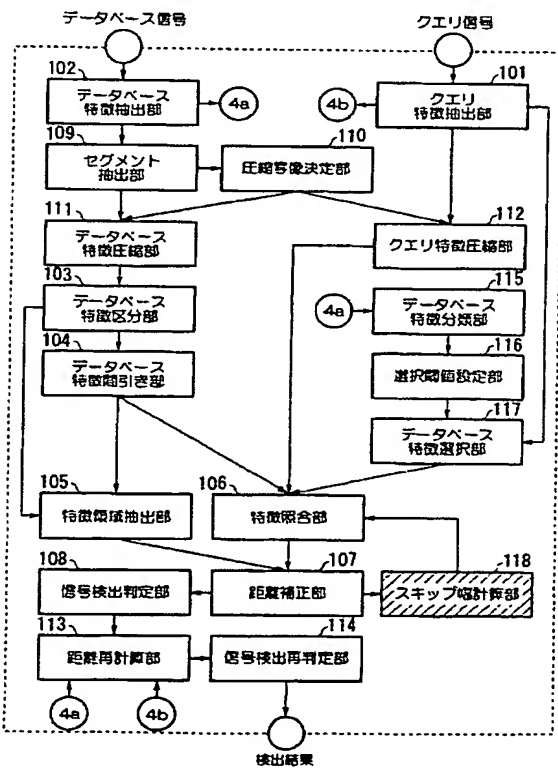 データベース信号
クエリ信号
102
データベース
特徴抽出部
4a
4b
101
クエリ
特徴抽出部
109
セグメント
抽出部
110
圧縮写像決定部
111
データベース
特徴圧縮部
112
クエリ特徴圧縮部
103
データベース
特徴区分部
4a
115
データベース
特徴分類部
104
データベース
特徴間引き部
116
選択閾値設定部
117
データベース
特徴選択部
105
特徴領域抽出部
106
特徴照合部
108
信号検出判定部
107
距離補正部
118
スキップ幅計算部
113
距離再計算部
114
信号検出再判定部
4a
4b
検出結果